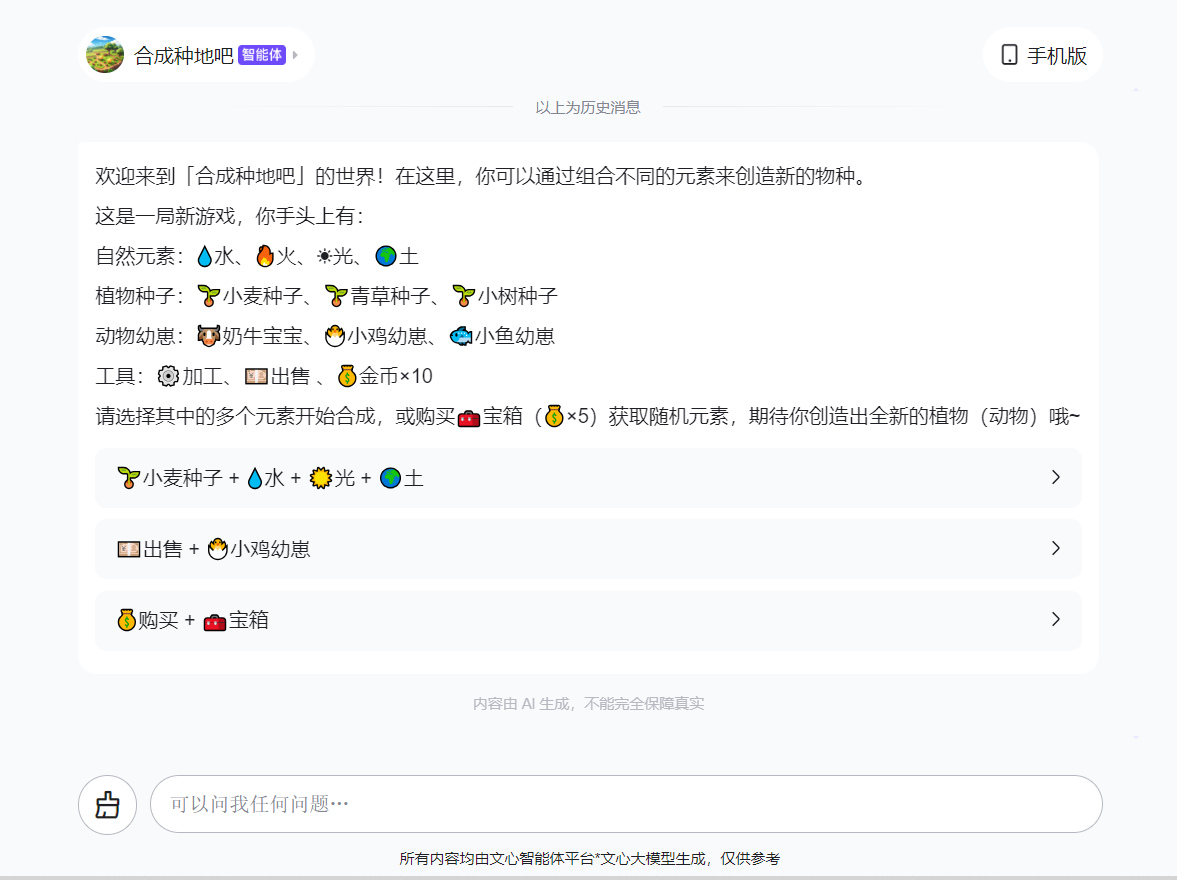 合成种地吧 智能体
手机版
以上为历史消息
欢迎来到「合成种地吧」的世界！在这里，你可以通过组合不同的元素来创造新的物种。
这是一局新游戏，你手头上有：
自然元素：💧水、🔥火、☀光、🌍土
植物种子：🌱小麦种子、🌱青草种子、🌱小树种子
动物幼崽：🐮奶牛宝宝、🐣小鸡幼崽、🐟小鱼幼崽
工具：⚙加工、💴出售 、💰金币×10
请选择其中的多个元素开始合成，或购买🧰宝箱（💰×5）获取随机元素，期待你创造出全新的植物（动物）哦~
🌱小麦种子 + 💧水 + ☀光 + 🌍土
💴出售 + 🐣小鸡幼崽
💰购买 + 🧰宝箱
内容由 AI 生成，不能完全保障真实
可以问我任何问题…
所有内容均由文心智能体平台*文心大模型生成，仅供参考